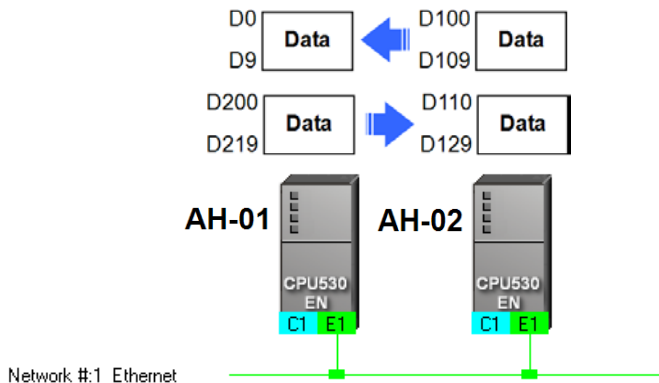 D0 Data D9
D100 Data D109
D200 Data D219
D110 Data D129
AH-01
AH-02
CPU530
EN
C1 E1
CPU530
EN
C1 E1
Network #:1 Ethernet